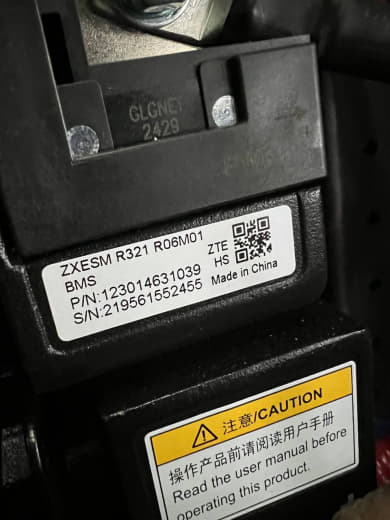 GLGNET
2429
ZXESM R321 R06M01
BMS
P/N:123014631039
S/N:219561552455
ZTE
HS
Made in China
注意/CAUTION
操作产品前请阅读用户手册
Read the user manual before
operating this product.